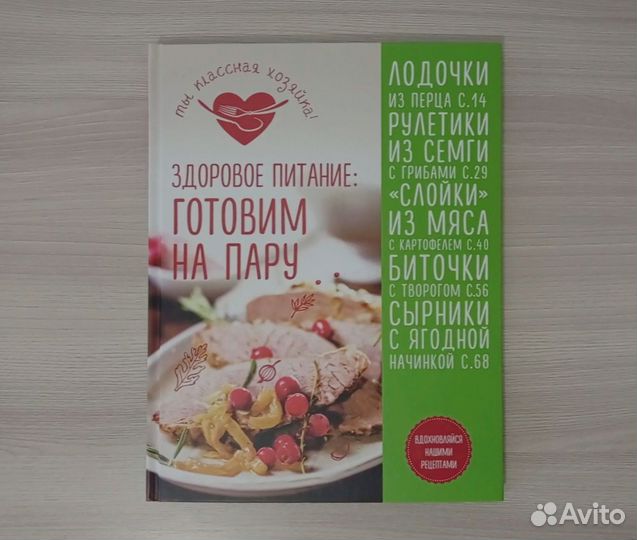 ТЫ КЛАССНАЯ ХОЗЯЙКА!
ЗДОРОВОЕ ПИТАНИЕ:
ГОТОВИМ
НА ПАРУ
ЛОДОЧКИ
ИЗ ПЕРЦА С.14
РУЛЕТИКИ
ИЗ СЕМГИ
С ГРИБАМИ С.29
«СЛОЙКИ»
ИЗ МЯСА
С КАРТОФЕЛЕМ С.40
БИТОЧКИ
С ТВОРОГОМ С.56
СЫРНИКИ
С ЯГОДНОЙ
НАЧИНКОЙ С.68
ВДОХНОВЛЯЙСЯ
НАШИМИ
РЕЦЕПТАМИ
Avito